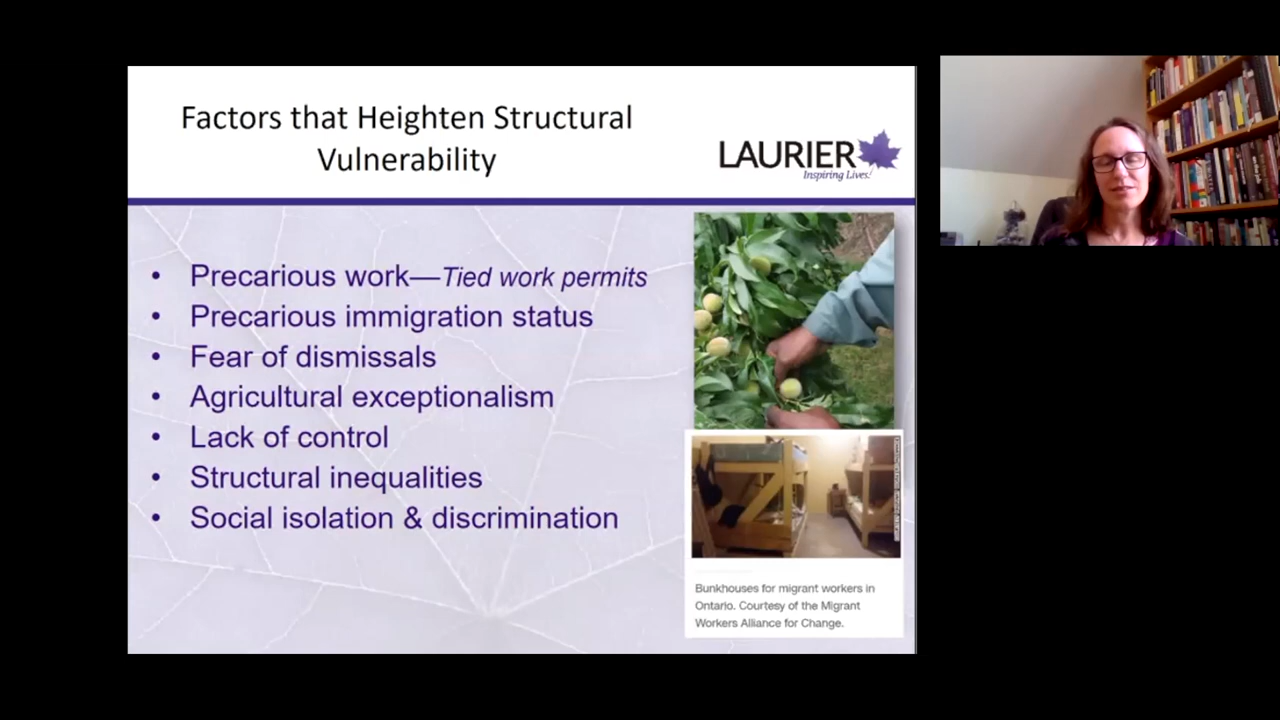 Factors that Heighten Structural
Vulnerability
LAURIER
Inspiring Lives.
• Precarious work—Tied work permits
• Precarious immigration status
• Fear of dismissals
• Agricultural exceptionalism
• Lack of control
• Structural inequalities
• Social isolation & discrimination
Bunkhouses for migrant workers in
Ontario. Courtesy of the Migrant
Workers Alliance for Change.